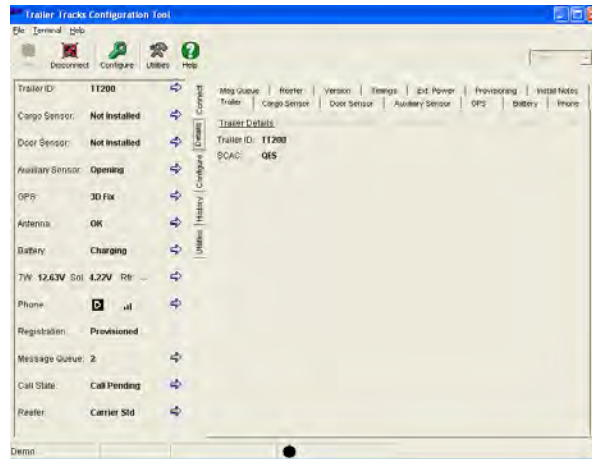 Trailer Tracks Configuration Tool
File Terminal Help
Disconnect Configure Utilities Help
Trailer ID: 11200
Cargo Sensor: Not Installed
Door Sensor: Not Installed
Auxiliary Sensor: Opening
GPS: 3D Fix
Antenna: OK
Battery: Charging
TW: 12.63V Sol: 4.22V Rfr: --
Phone: D
Registration: Provisioned
Message Queue: 2
Call State: Call Pending
Reefer: Carrier Std
Connect
Details
Configure
History
Utilities
Msg Queue Reefer Version Timings Ext. Power Provisioning Install Notes
Trailer Cargo Sensor Door Sensor Auxiliary Sensor GPS Battery Phone
Trailer Details
Trailer ID: 11200
SCAC: QES
Demo